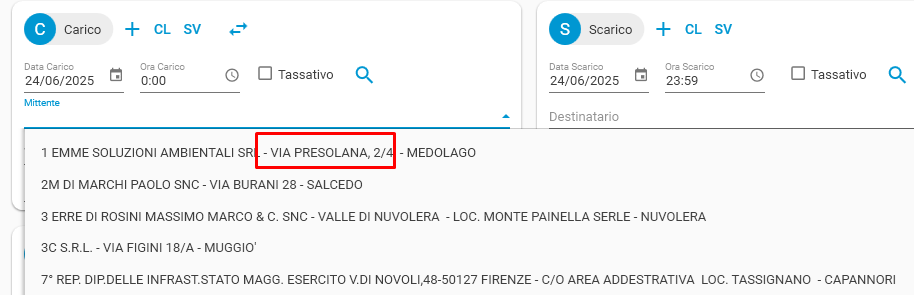 C Carico + CL SV
S Scarico + CL SV
Data Carico Ora Carico
24/06/2025 0:00 Tassativo
Data Scarico Ora Scarico
24/06/2025 23:59 Tassativo
Mittente
Destinatario
1 EMME SOLUZIONI AMBIENTALI SRL - VIA PRESOLANA, 2/4 - MEDOLAGO
2M DI MARCHI PAOLO SNC - VIA BURANI 28 - SALCEDO
3 ERRE DI ROSINI MASSIMO MARCO & C. SNC - VALLE DI NUVOLERA - LOC. MONTE PAINELLA SERLE - NUVOLERA
3C S.R.L. - VIA FIGINI 18/A - MUGGIO'
7° REP. DIP.DELLE INFRAST.STATO MAGG. ESERCITO V.DI NOVOLI,48-50127 FIRENZE - C/O AREA ADDESTRATIVA LOC. TASSIGNANO - CAPANNORI